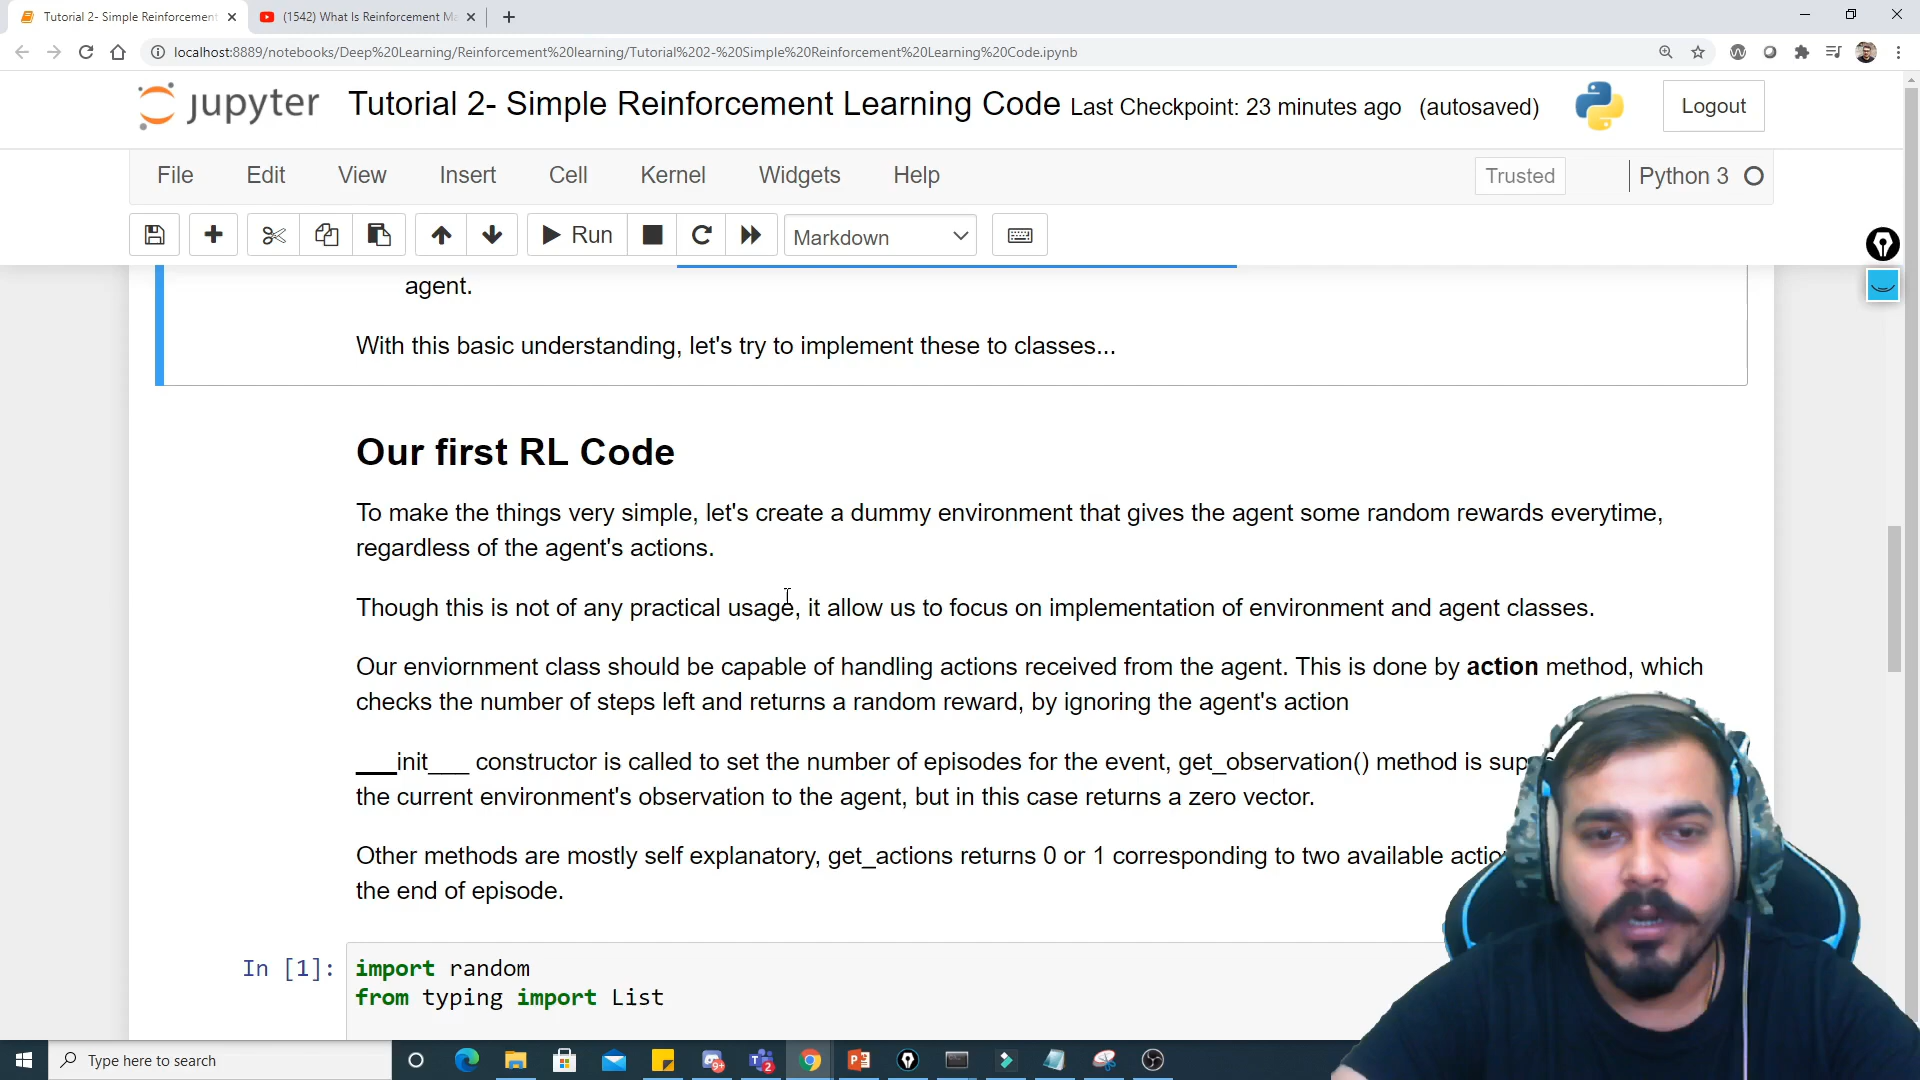 Tutorial 2- Simple Reinforcement
(1542) What Is Reinforcement Ma
localhost:8889/notebooks/Deep%20Learning/Reinforcement%20learning/Tutorial%202-%20Simple%20Reinforcement%20Learning%20Code.ipynb
jupyter Tutorial 2- Simple Reinforcement Learning Code Last Checkpoint: 23 minutes ago (autosaved) Logout
File Edit View Insert Cell Kernel Widgets Help Trusted Python 3
Run Markdown
agent.
With this basic understanding, let's try to implement these to classes...
Our first RL Code
To make the things very simple, let's create a dummy environment that gives the agent some random rewards everytime,
regardless of the agent's actions.
Though this is not of any practical usage, it allow us to focus on implementation of environment and agent classes.
Our enviornment class should be capable of handling actions received from the agent. This is done by action method, which
checks the number of steps left and returns a random reward, by ignoring the agent's action
___init___ constructor is called to set the number of episodes for the event, get_observation() method is
the current environment's observation to the agent, but in this case returns a zero vector.
Other methods are mostly self explanatory, get_actions returns 0 or 1 corresponding to two available
the end of episode.
In [1]: import random
from typing import List
Type here to search
9+
2